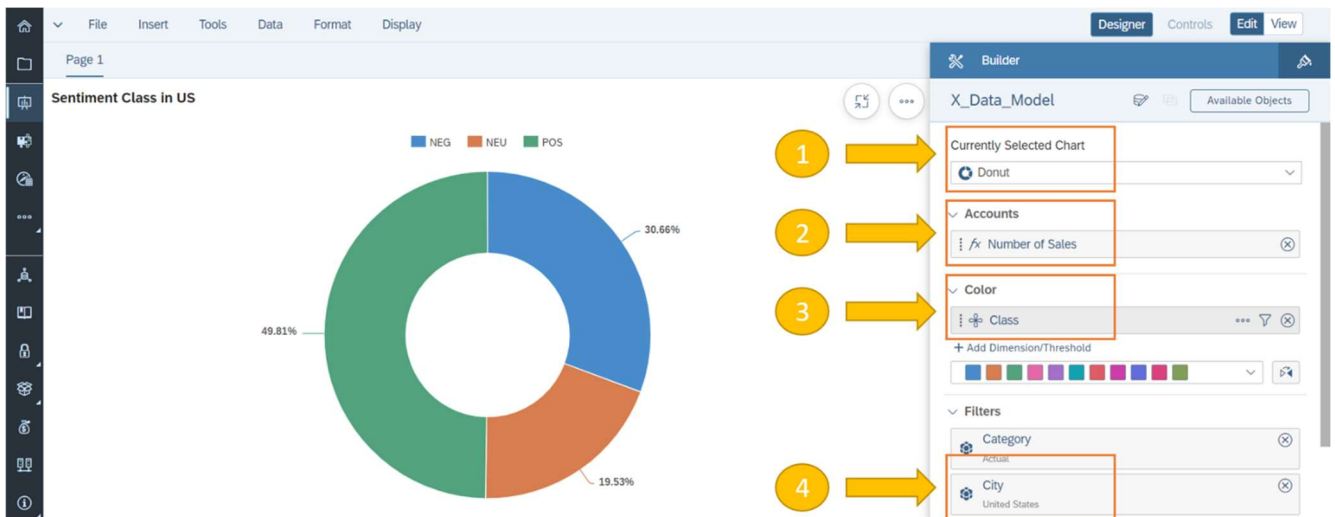 File Insert Tools Data Format Display
Designer Controls Edit View
Page 1
Builder
Sentiment Class in US
X_Data_Model Available Objects
NEG NEU POS
30.66%
49.81%
19.53%
1
Currently Selected Chart
Donut
2
Accounts
fx Number of Sales
3
Color
Class
+ Add Dimension/Threshold
Filters
Category
Actual
4
City
United States